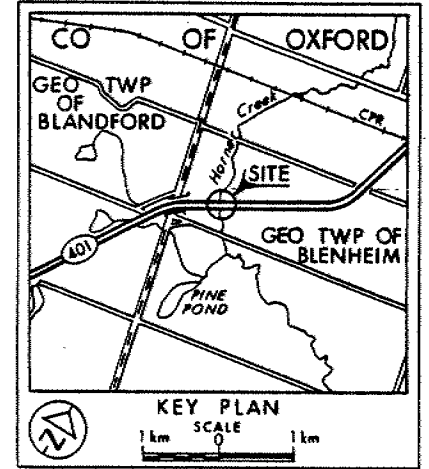 CO OF OXFORD
GEO TWP
OF
BLANDFORD
Horner Creek
CPR
SITE
401
GEO TWP OF
BLENHEIM
PINE
POND
KEY PLAN
SCALE
1 km 0 1 km
N